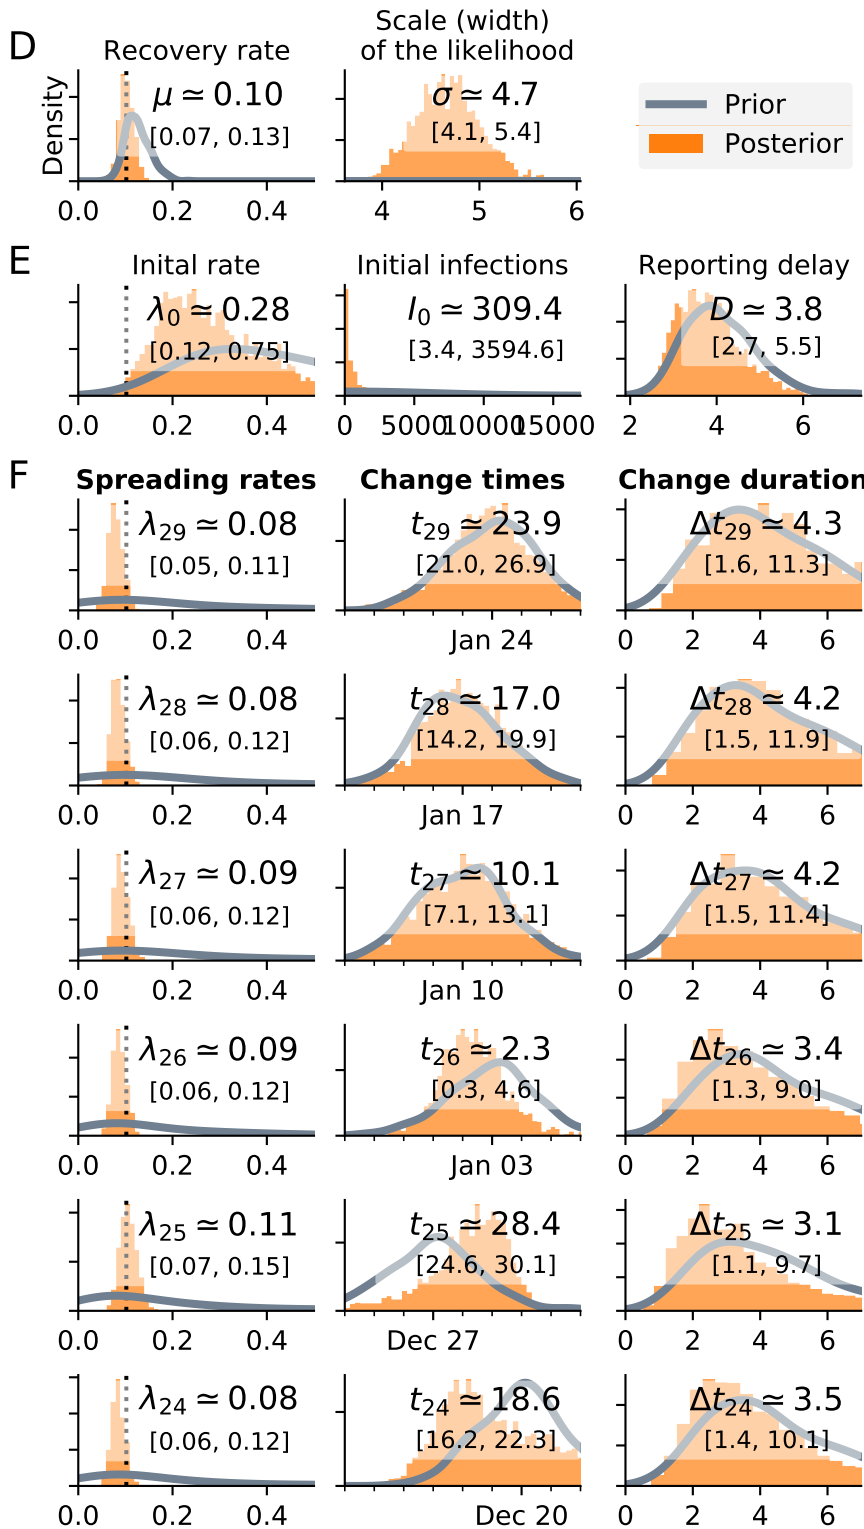 D
Recovery rate
Scale (width)
of the likelihood
Density
μ ≃ 0.10
[0.07, 0.13]
0.0 0.2 0.4
σ ≃ 4.7
[4.1, 5.4]
4 5 6
Prior
Posterior
E
Inital rate
λ0 ≃ 0.28
[0.12, 0.75]
0.0 0.2 0.4
Initial infections
I0 ≃ 309.4
[3.4, 3594.6]
0 5000 10000 15000
Reporting delay
D ≃ 3.8
[2.7, 5.5]
2 4 6
F
Spreading rates Change times Change duration
λ29 ≃ 0.08
[0.05, 0.11]
0.0 0.2 0.4
t29 ≃ 23.9
[21.0, 26.9]
Jan 24
Δt29 ≃ 4.3
[1.6, 11.3]
0 2 4 6
λ28 ≃ 0.08
[0.06, 0.12]
0.0 0.2 0.4
t28 ≃ 17.0
[14.2, 19.9]
Jan 17
Δt28 ≃ 4.2
[1.5, 11.9]
0 2 4 6
λ27 ≃ 0.09
[0.06, 0.12]
0.0 0.2 0.4
t27 ≃ 10.1
[7.1, 13.1]
Jan 10
Δt27 ≃ 4.2
[1.5, 11.4]
0 2 4 6
λ26 ≃ 0.09
[0.06, 0.12]
0.0 0.2 0.4
t26 ≃ 2.3
[0.3, 4.6]
Jan 03
Δt26 ≃ 3.4
[1.3, 9.0]
0 2 4 6
λ25 ≃ 0.11
[0.07, 0.15]
0.0 0.2 0.4
t25 ≃ 28.4
[24.6, 30.1]
Dec 27
Δt25 ≃ 3.1
[1.1, 9.7]
0 2 4 6
λ24 ≃ 0.08
[0.06, 0.12]
0.0 0.2 0.4
t24 ≃ 18.6
[16.2, 22.3]
Dec 20
Δt24 ≃ 3.5
[1.4, 10.1]
0 2 4 6